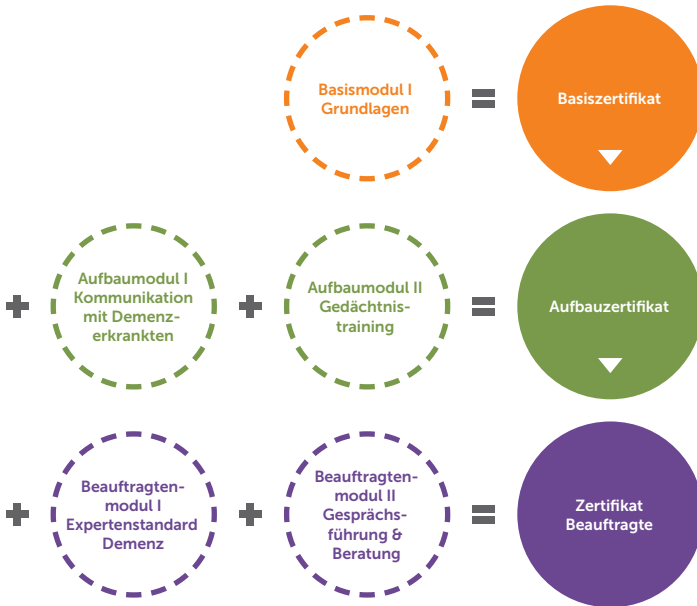 Basismodul I
Grundlagen
=
Basiszertifikat
+
Aufbaumodul I
Kommunikation
mit Demenz-
erkrankten
+
Aufbaumodul II
Gedächtnis-
training
=
Aufbauzertifikat
+
Beauftragten-
modul I
Expertenstandard
Demenz
+
Beauftragten-
modul II
Gesprächs-
führung &
Beratung
=
Zertifikat
Beauftragte